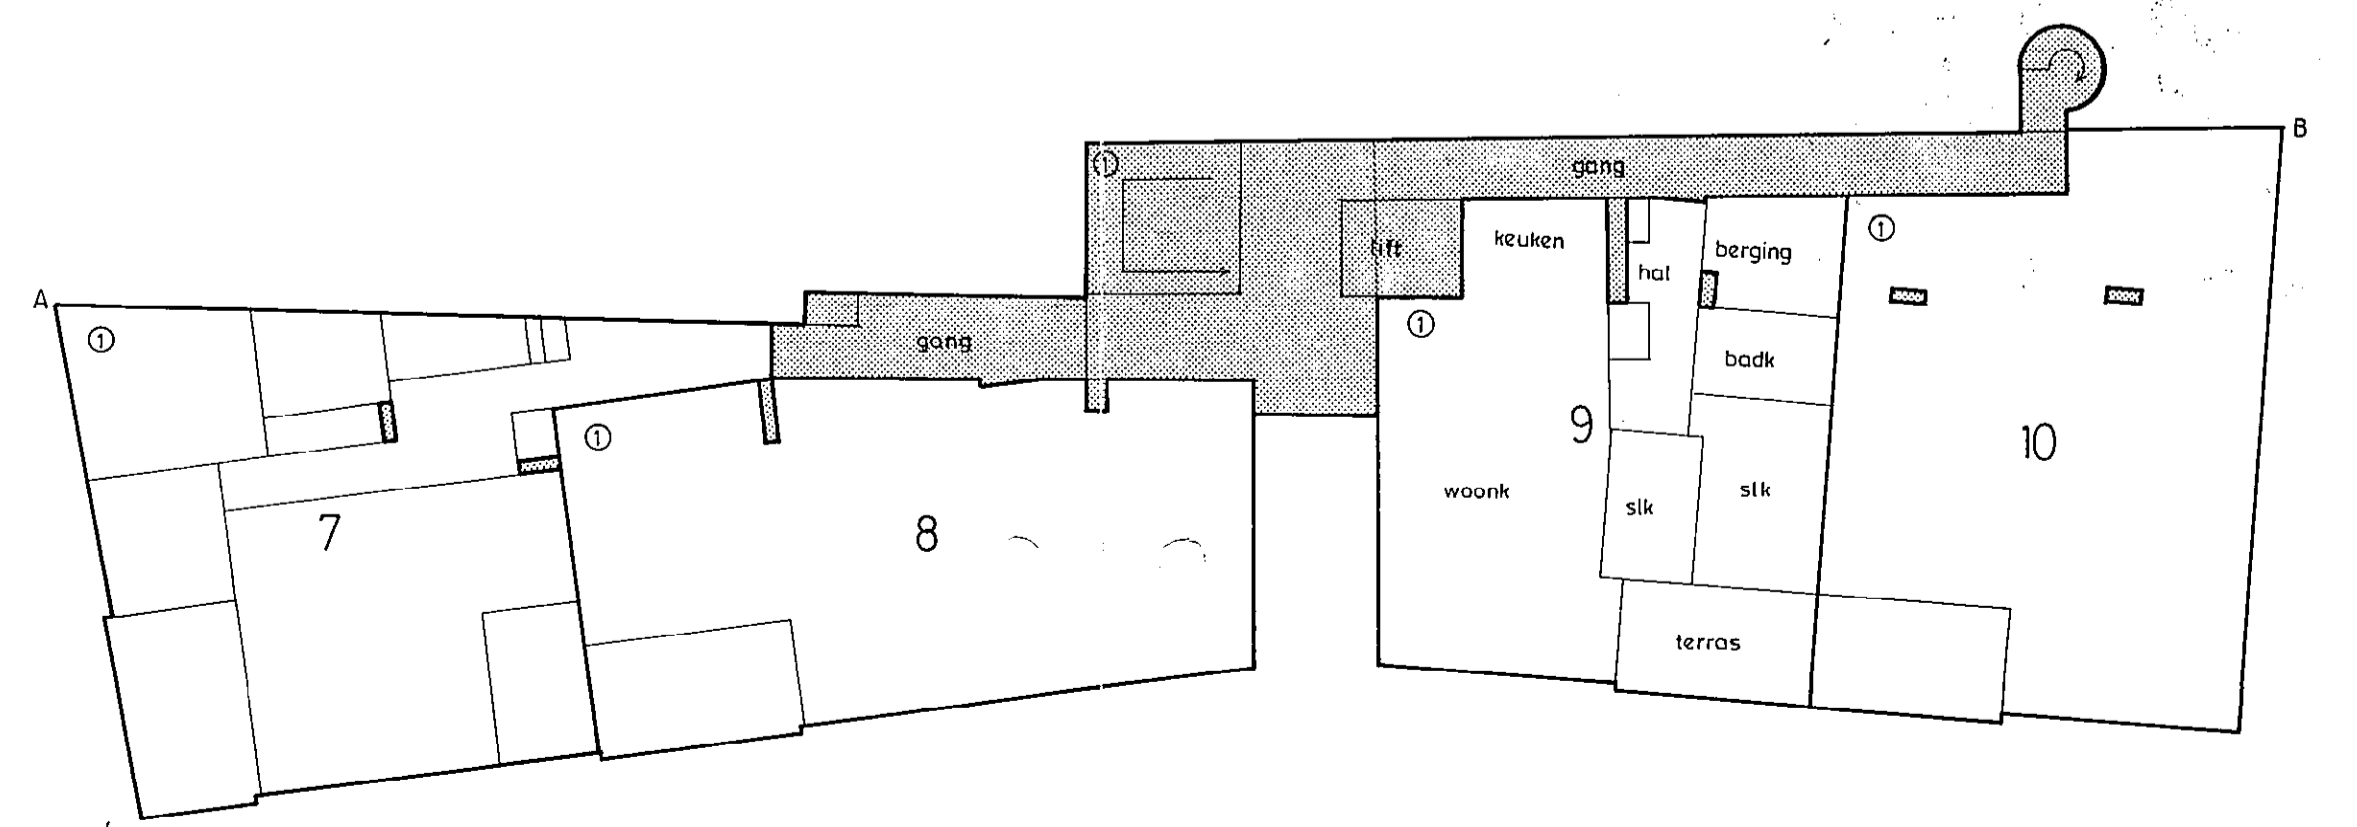 B
①
gang
lift
keuken
①
hal
berging
A
①
gang
①
badk
①
9
10
woonk
slk
slk
7
8
terras